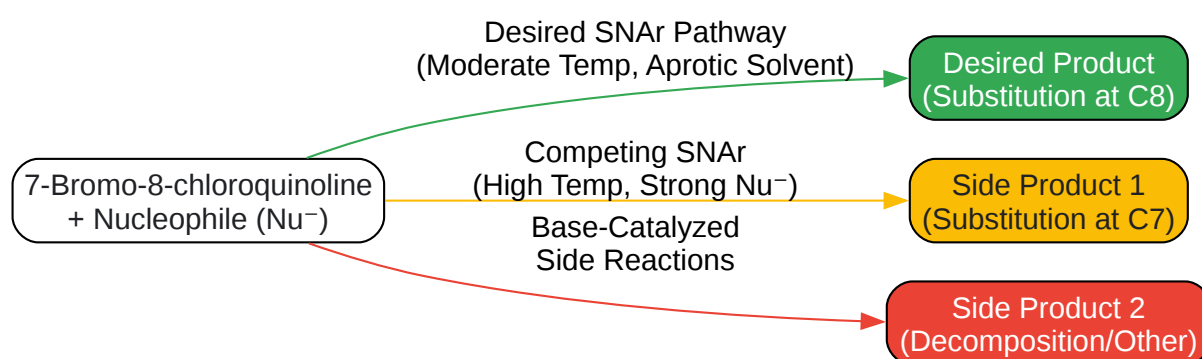 Desired SNAr Pathway
(Moderate Temp, Aprotic Solvent)
Desired Product
(Substitution at C8)
7-Bromo-8-chloroquinoline
+ Nucleophile (Nu⁻)
Competing SNAr
(High Temp, Strong Nu⁻)
Side Product 1
(Substitution at C7)
Base-Catalyzed
Side Reactions
Side Product 2
(Decomposition/Other)